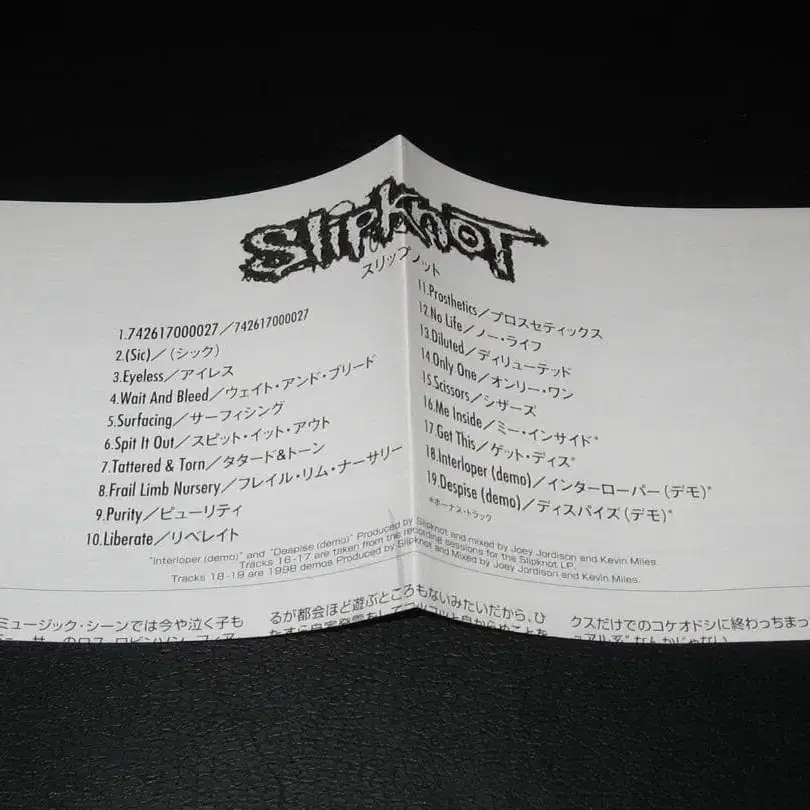 SlipKnoT
スリップノット
1.742617000027／742617000027
2.(Sic)／(シック)
3.Eyeless／アイレス
4.Wait And Bleed／ウェイト・アンド・ブリード
5.Surfacing／サーフィシング
6.Spit It Out／スピット・イット・アウト
7.Tattered & Torn／タタード&トーン
8.Frail Limb Nursery／フレイル・リム・ナーサリー
9.Purity／ピューリティ
10.Liberate／リベレイト
11.Prosthetics／プロスセティックス
12.No Life／ノー・ライフ
13.Diluted／ディリューテッド
14.Only One／オンリー・ワン
15.Scissors／シザーズ
16.Me Inside／ミー・インサイド*
17.Get This／ゲット・ディス*
18.Interloper (demo)／インターローパー(デモ)*
19.Despise (demo)／ディスパイズ(デモ)*
*ボーナス・トラック
"Interloper (demo)" and "Despise (demo)" Produced by Slipknot and mixed by Joey Jordison and Kevin Miles.
Tracks 16-17 are taken from the recording sessions for the Slipknot LP.
Tracks 18-19 are 1998 demos Produced by Slipknot and Mixed by Joey Jordison and Kevin Miles.
ミュージック・シーンでは今や泣く子も
るが都会ほど遊ぶところもないみたいだから、ひ
クスだけでのコケオドシに終わっちまっ